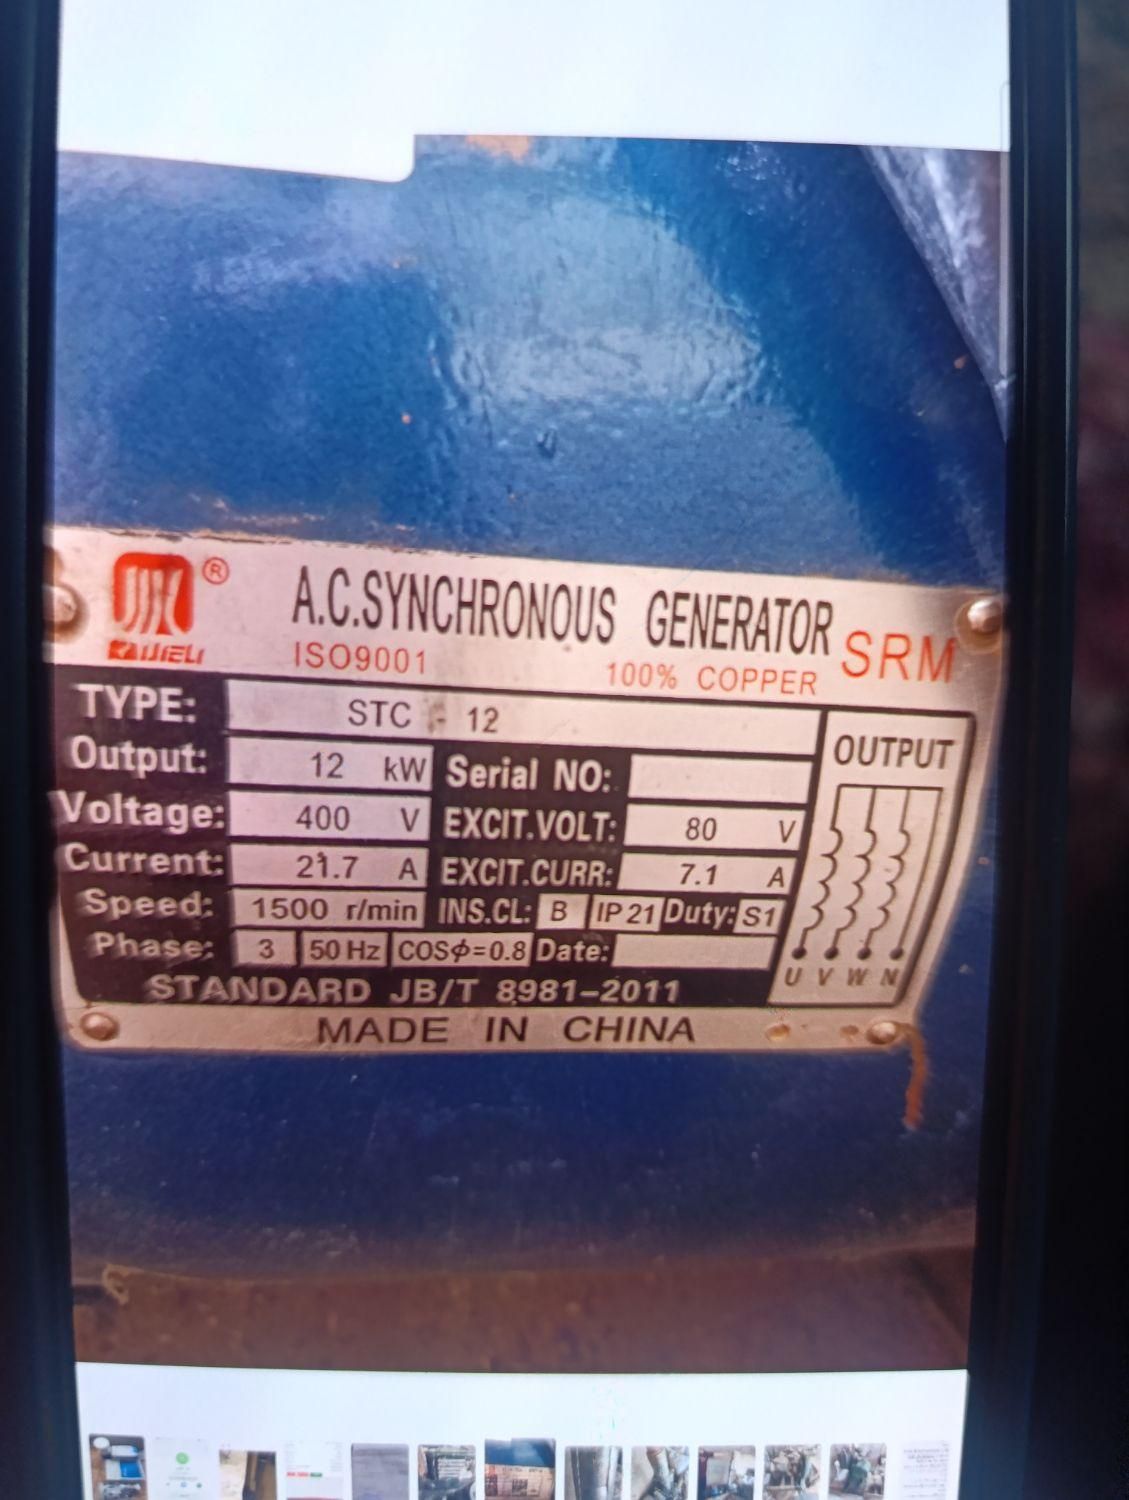 KAIJIELI ®
A.C.SYNCHRONOUS GENERATOR SRM
ISO9001 100% COPPER
TYPE: STC - 12
OUTPUT
Output: 12 kW Serial NO:
Voltage: 400 V EXCIT.VOLT: 80 V
Current: 21.7 A EXCIT.CURR: 7.1 A
Speed: 1500 r/min INS.CL: B IP 21 Duty: S1
Phase: 3 50 Hz COSϕ=0.8 Date:
U V W N
STANDARD JB/T 8981-2011
MADE IN CHINA